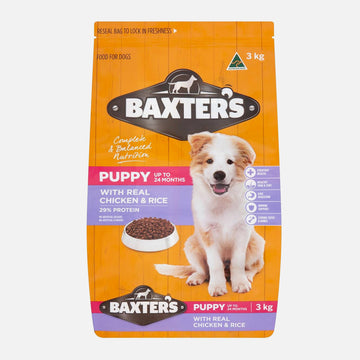 RESEAL BAG TO LOCK IN FRESHNESS
3 kg
FOOD FOR DOGS
BAXTER'S
Complete
& Balanced
Nutrition
PUPPY UP TO
24 MONTHS
WITH REAL
CHICKEN & RICE
29% PROTEIN
BAXTER'S
PUPPY UP TO
24 MONTHS
3 kg
WITH REAL
CHICKEN & RICE